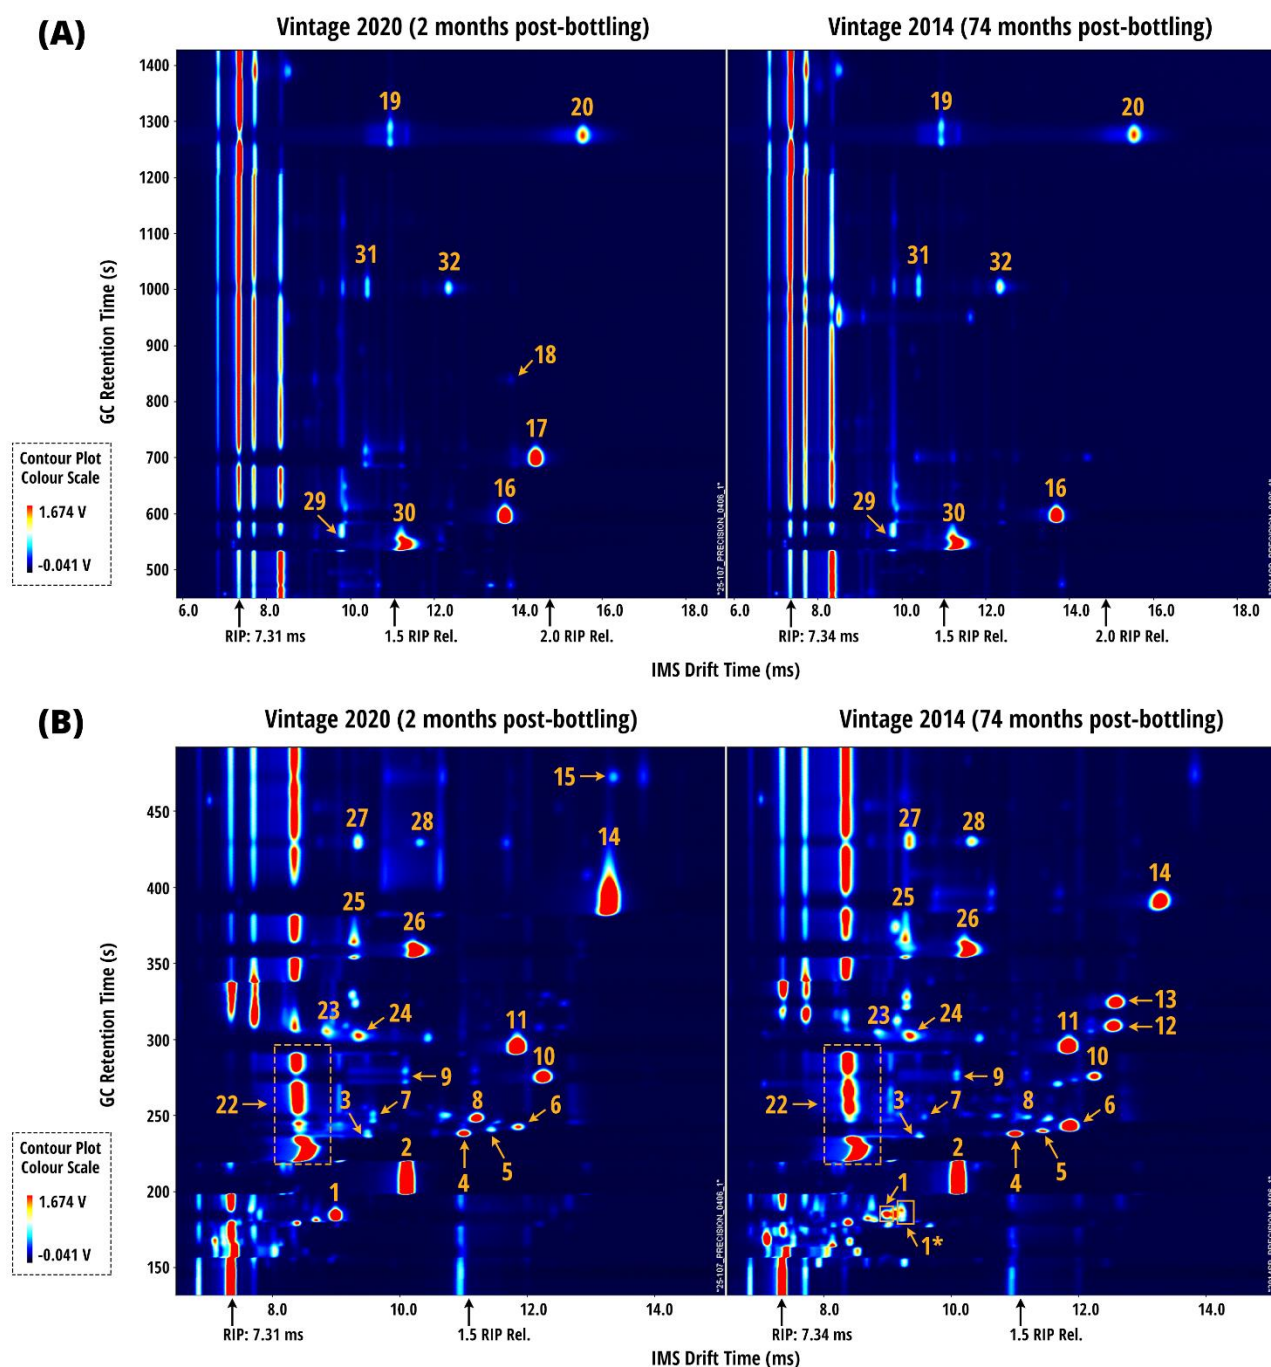 (A)
Vintage 2020 (2 months post-bottling)
Vintage 2014 (74 months post-bottling)
GC Retention Time (s)
1400
1300
1200
1100
1000
900
800
700
600
500
19
20
31
32
18
17
16
29
30
19
20
31
32
16
29
30
Contour Plot
Colour Scale
1.674 V
-0.041 V
*25-107_PRECISION_0406_1*
6.0 8.0 10.0 12.0 14.0 16.0 18.0
6.0 8.0 10.0 12.0 14.0 16.0 18.0
RIP: 7.31 ms
1.5 RIP Rel.
2.0 RIP Rel.
RIP: 7.34 ms
1.5 RIP Rel.
2.0 RIP Rel.
IMS Drift Time (ms)
(B)
Vintage 2020 (2 months post-bottling)
Vintage 2014 (74 months post-bottling)
GC Retention Time (s)
450
400
350
300
250
200
150
15
27
28
14
25
26
23
24
11
10
9
22
3
7
8
6
2
4
5
1
27
28
14
25
26
13
23
24
11
12
10
9
22
3
7
8
6
2
4
5
1
1*
Contour Plot
Colour Scale
1.674 V
-0.041 V
*25-107_PRECISION_0406_1*
8.0 10.0 12.0 14.0
8.0 10.0 12.0 14.0
RIP: 7.31 ms
1.5 RIP Rel.
RIP: 7.34 ms
1.5 RIP Rel.
IMS Drift Time (ms)